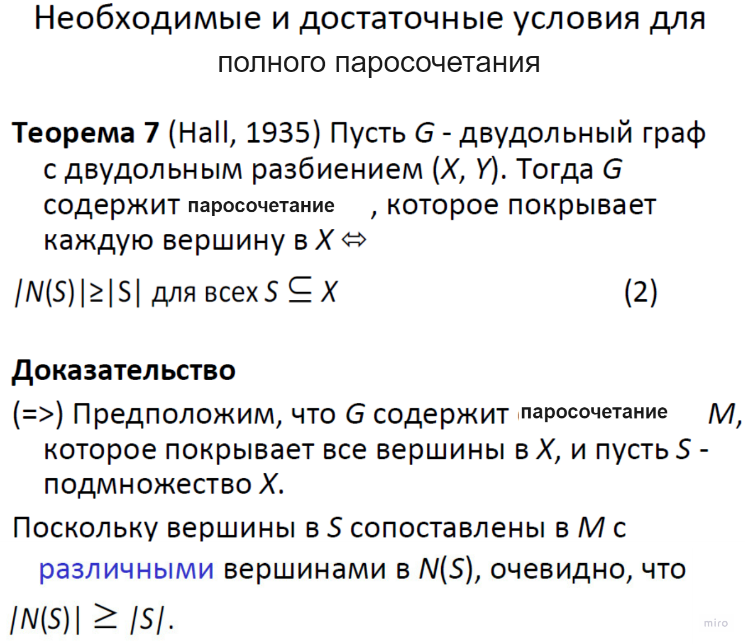 Необходимые и достаточные условия для
полного паросочетания
Теорема 7 (Hall, 1935) Пусть G - двудольный граф
с двудольным разбиением (X, Y). Тогда G
содержит паросочетание , которое покрывает
каждую вершину в X ⇔
|N(S)|≥|S| для всех S ⊆ X (2)
Доказательство
(=>) Предположим, что G содержит паросочетание M,
которое покрывает все вершины в X, и пусть S -
подмножество X.
Поскольку вершины в S сопоставлены в M с
различными вершинами в N(S), очевидно, что
|N(S)| ≥ |S|.
miro